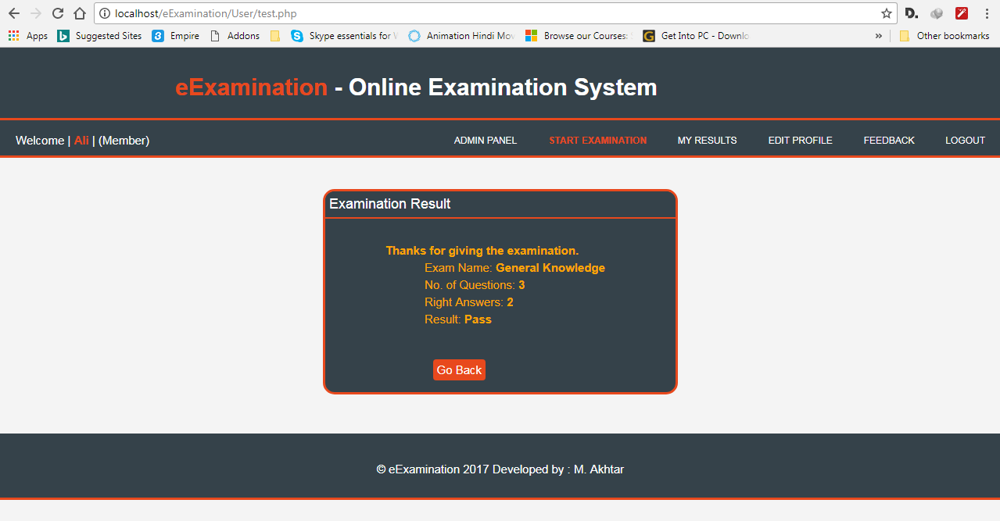 localhost/eExamination/User/test.php
Apps Suggested Sites Empire Addons Skype essentials for Animation Hindi Mov Browse our Courses: Get Into PC - Downlo » Other bookmarks
eExamination - Online Examination System
Welcome | Ali | (Member) ADMIN PANEL START EXAMINATION MY RESULTS EDIT PROFILE FEEDBACK LOGOUT
Examination Result
Thanks for giving the examination.
Exam Name: General Knowledge
No. of Questions: 3
Right Answers: 2
Result: Pass
Go Back
© eExamination 2017 Developed by : M. Akhtar